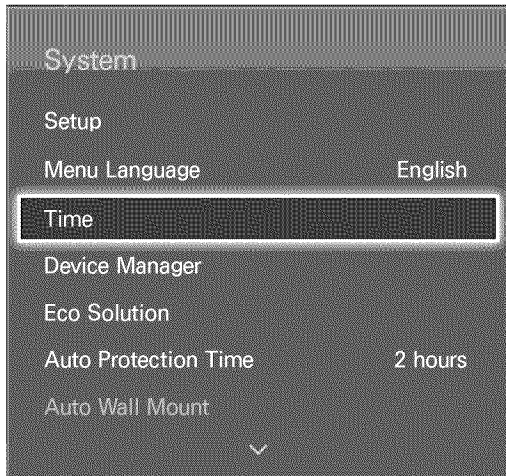 System
Setup
Menu Language English
Time
Device Manager
Eco Solution
Auto Protection Time 2 hours
Auto Wall Mount